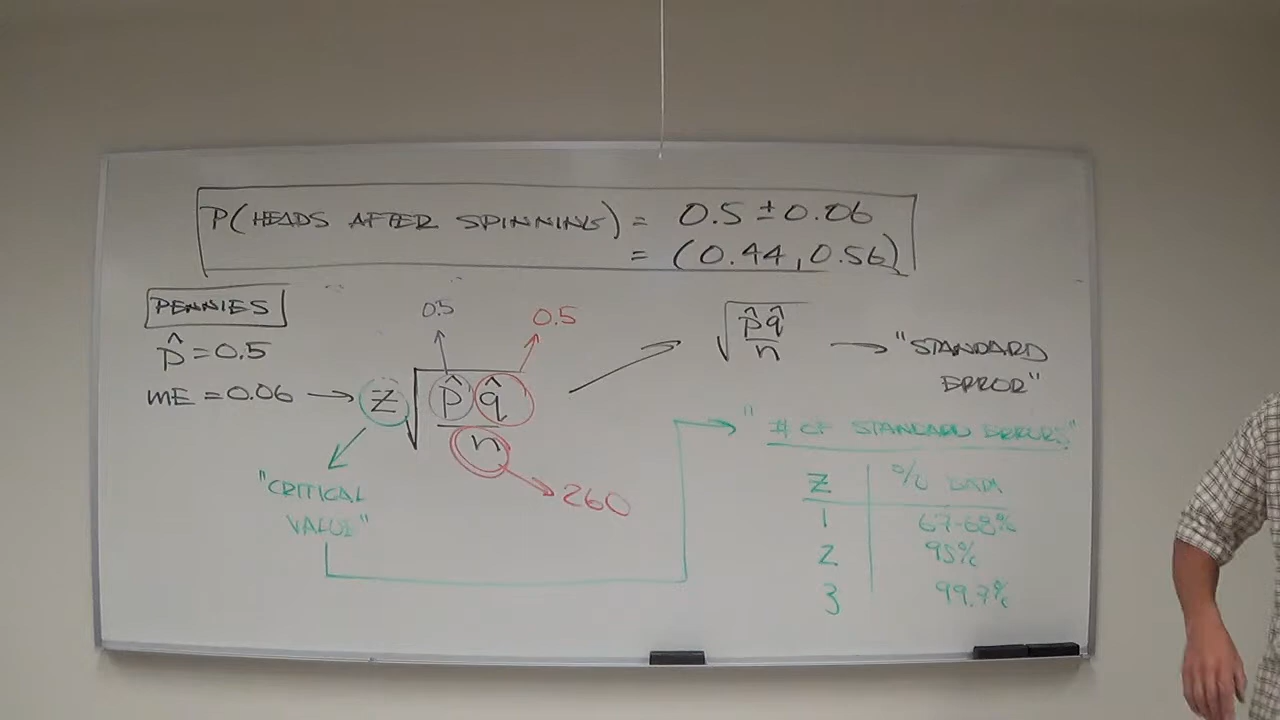 P(HEADS AFTER SPINNING) = 0.5 ± 0.06
= (0.44, 0.56)
PENNIES
p̂ = 0.5
ME = 0.06 → z √(p̂ q̂ / n)
0.5
0.5
260
"CRITICAL
VALUE"
√(p̂ q̂ / n) → "STANDARD
ERROR"
"# OF STANDARD ERRORS"
Z | % DATA
1 | 67-68%
2 | 95%
3 | 99.7%